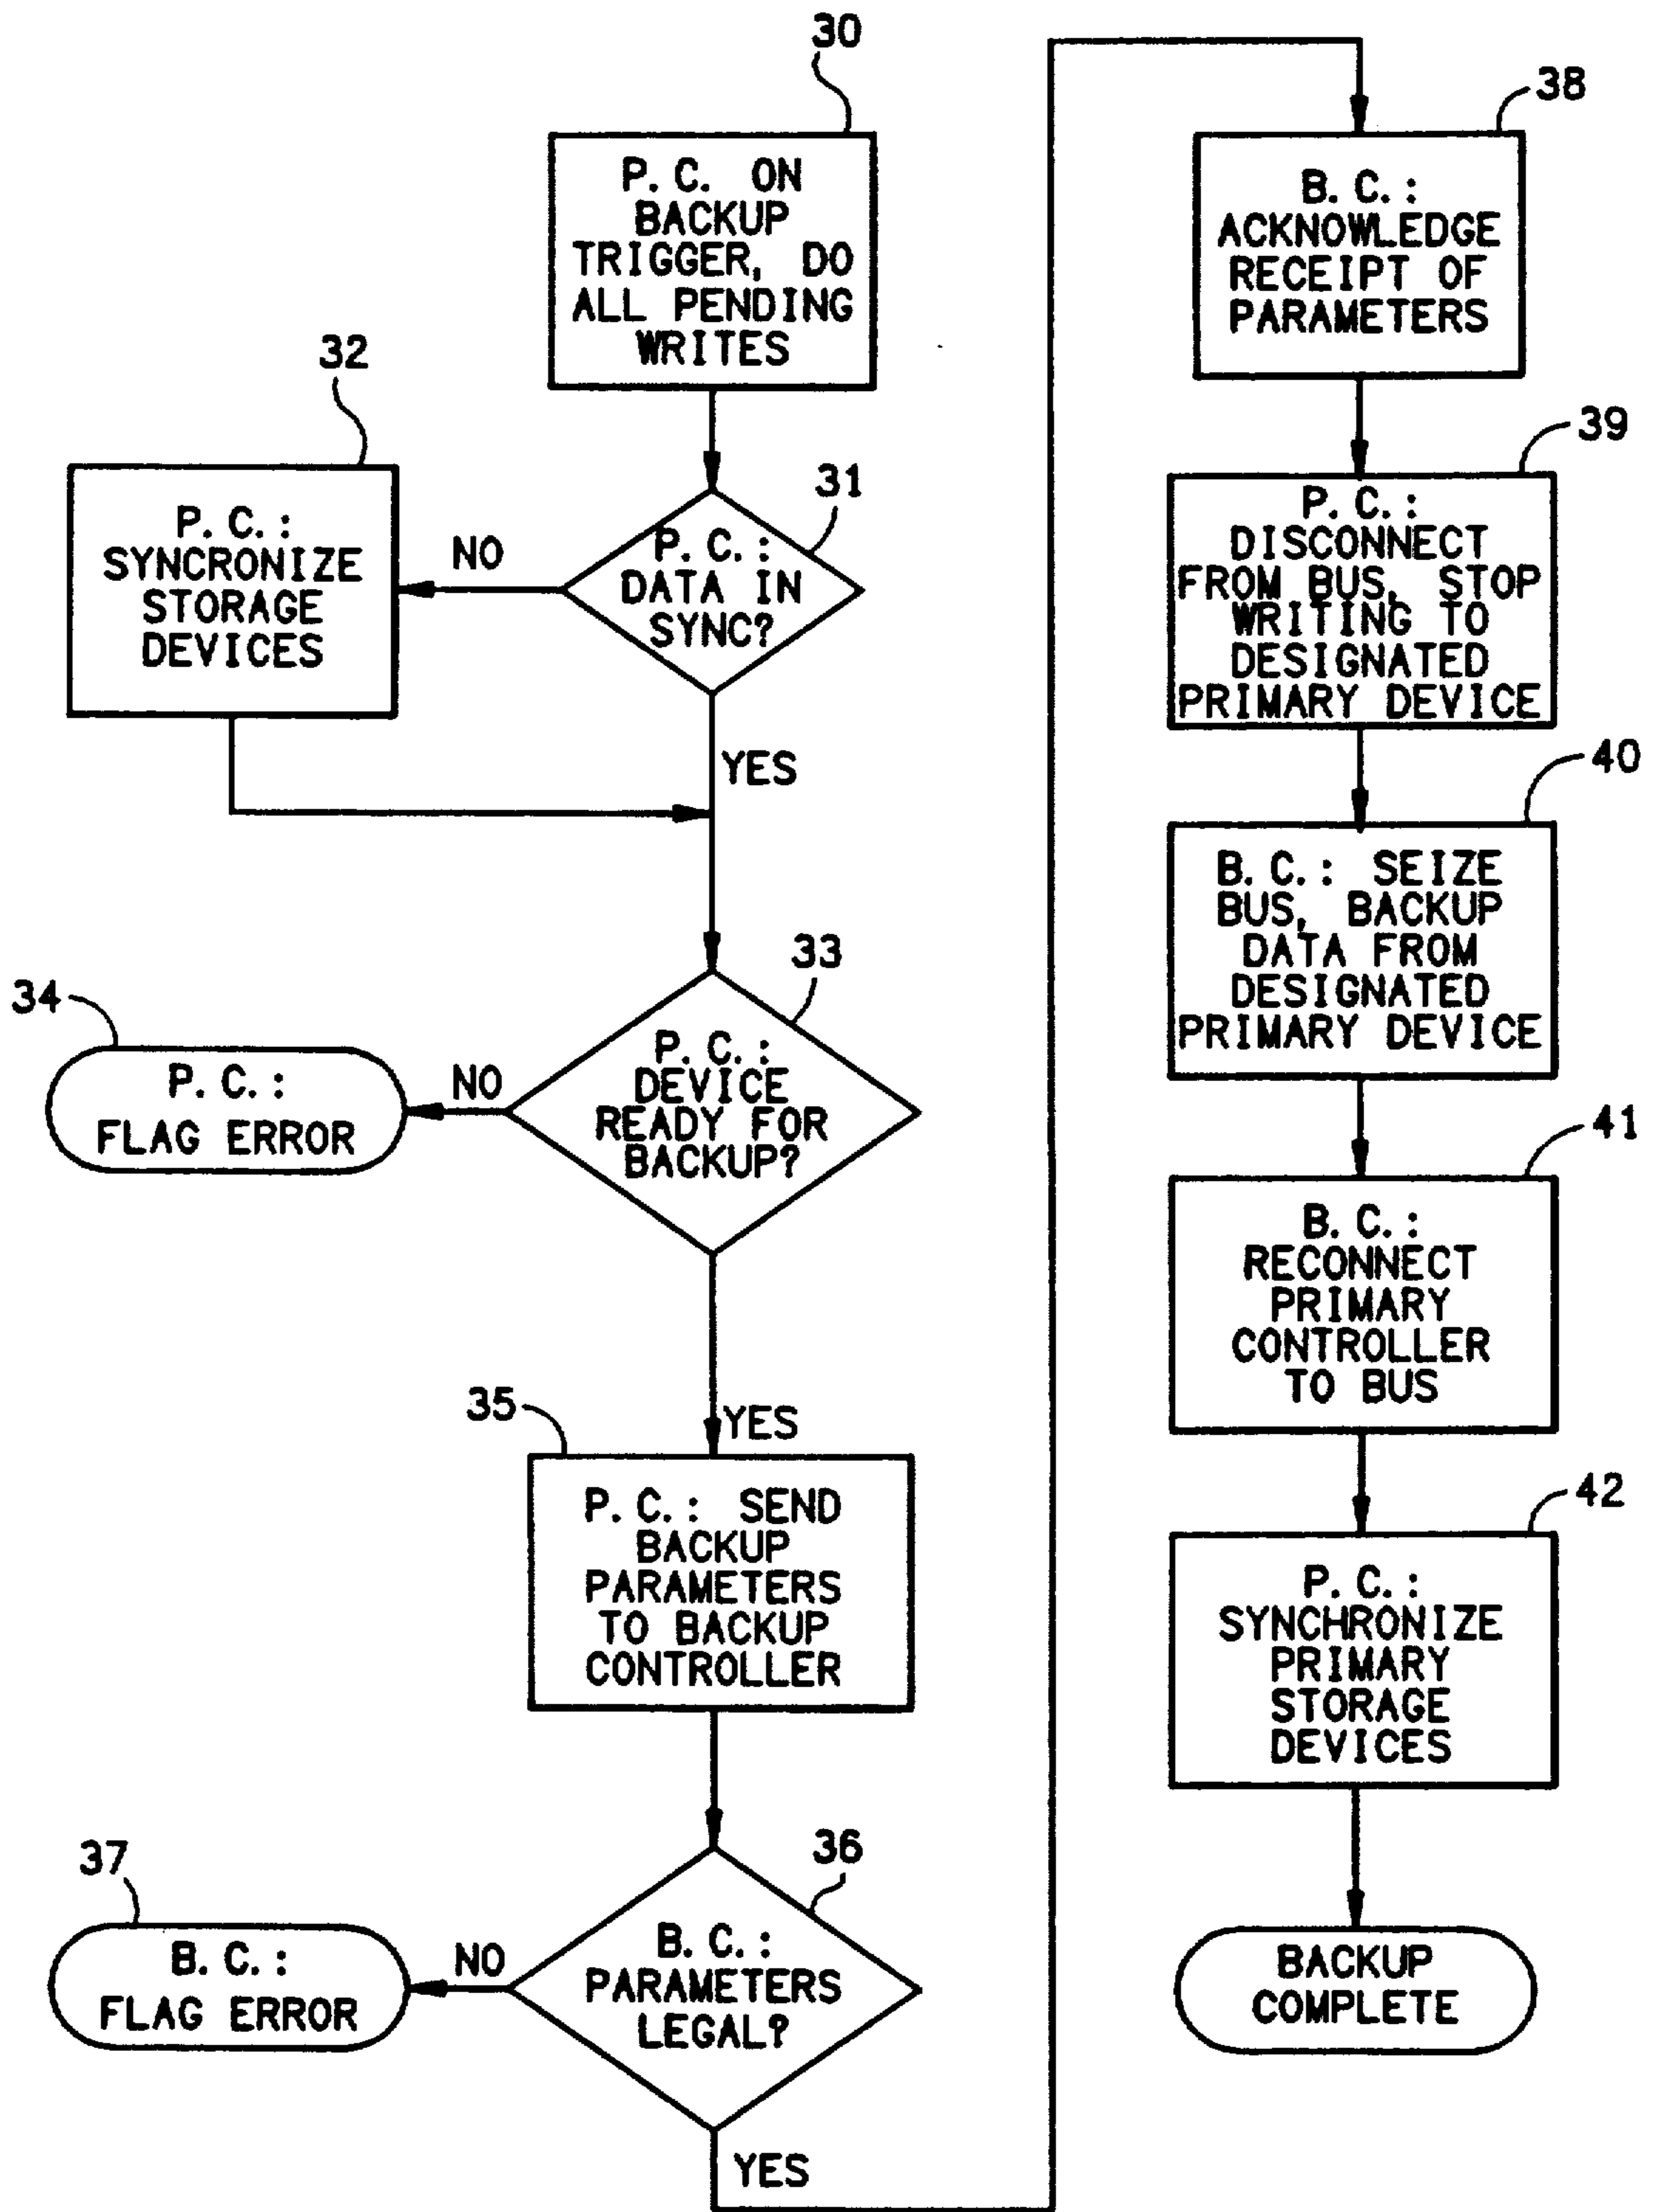 30
P. C. ON
BACKUP
TRIGGER, DO
ALL PENDING
WRITES
32
P. C. :
SYNCRONIZE
STORAGE
DEVICES
NO
31
P. C. :
DATA IN
SYNC?
YES
33
P. C. :
DEVICE
READY FOR
BACKUP?
NO
34
P. C. :
FLAG ERROR
YES
35
P. C. : SEND
BACKUP
PARAMETERS
TO BACKUP
CONTROLLER
36
B. C. :
PARAMETERS
LEGAL?
NO
37
B. C. :
FLAG ERROR
YES
38
B. C. :
ACKNOWLEDGE
RECEIPT OF
PARAMETERS
39
P. C. :
DISCONNECT
FROM BUS, STOP
WRITING TO
DESIGNATED
PRIMARY DEVICE
40
B. C. : SEIZE
BUS, BACKUP
DATA FROM
DESIGNATED
PRIMARY DEVICE
41
B. C. :
RECONNECT
PRIMARY
CONTROLLER
TO BUS
42
P. C. :
SYNCHRONIZE
PRIMARY
STORAGE
DEVICES
BACKUP
COMPLETE